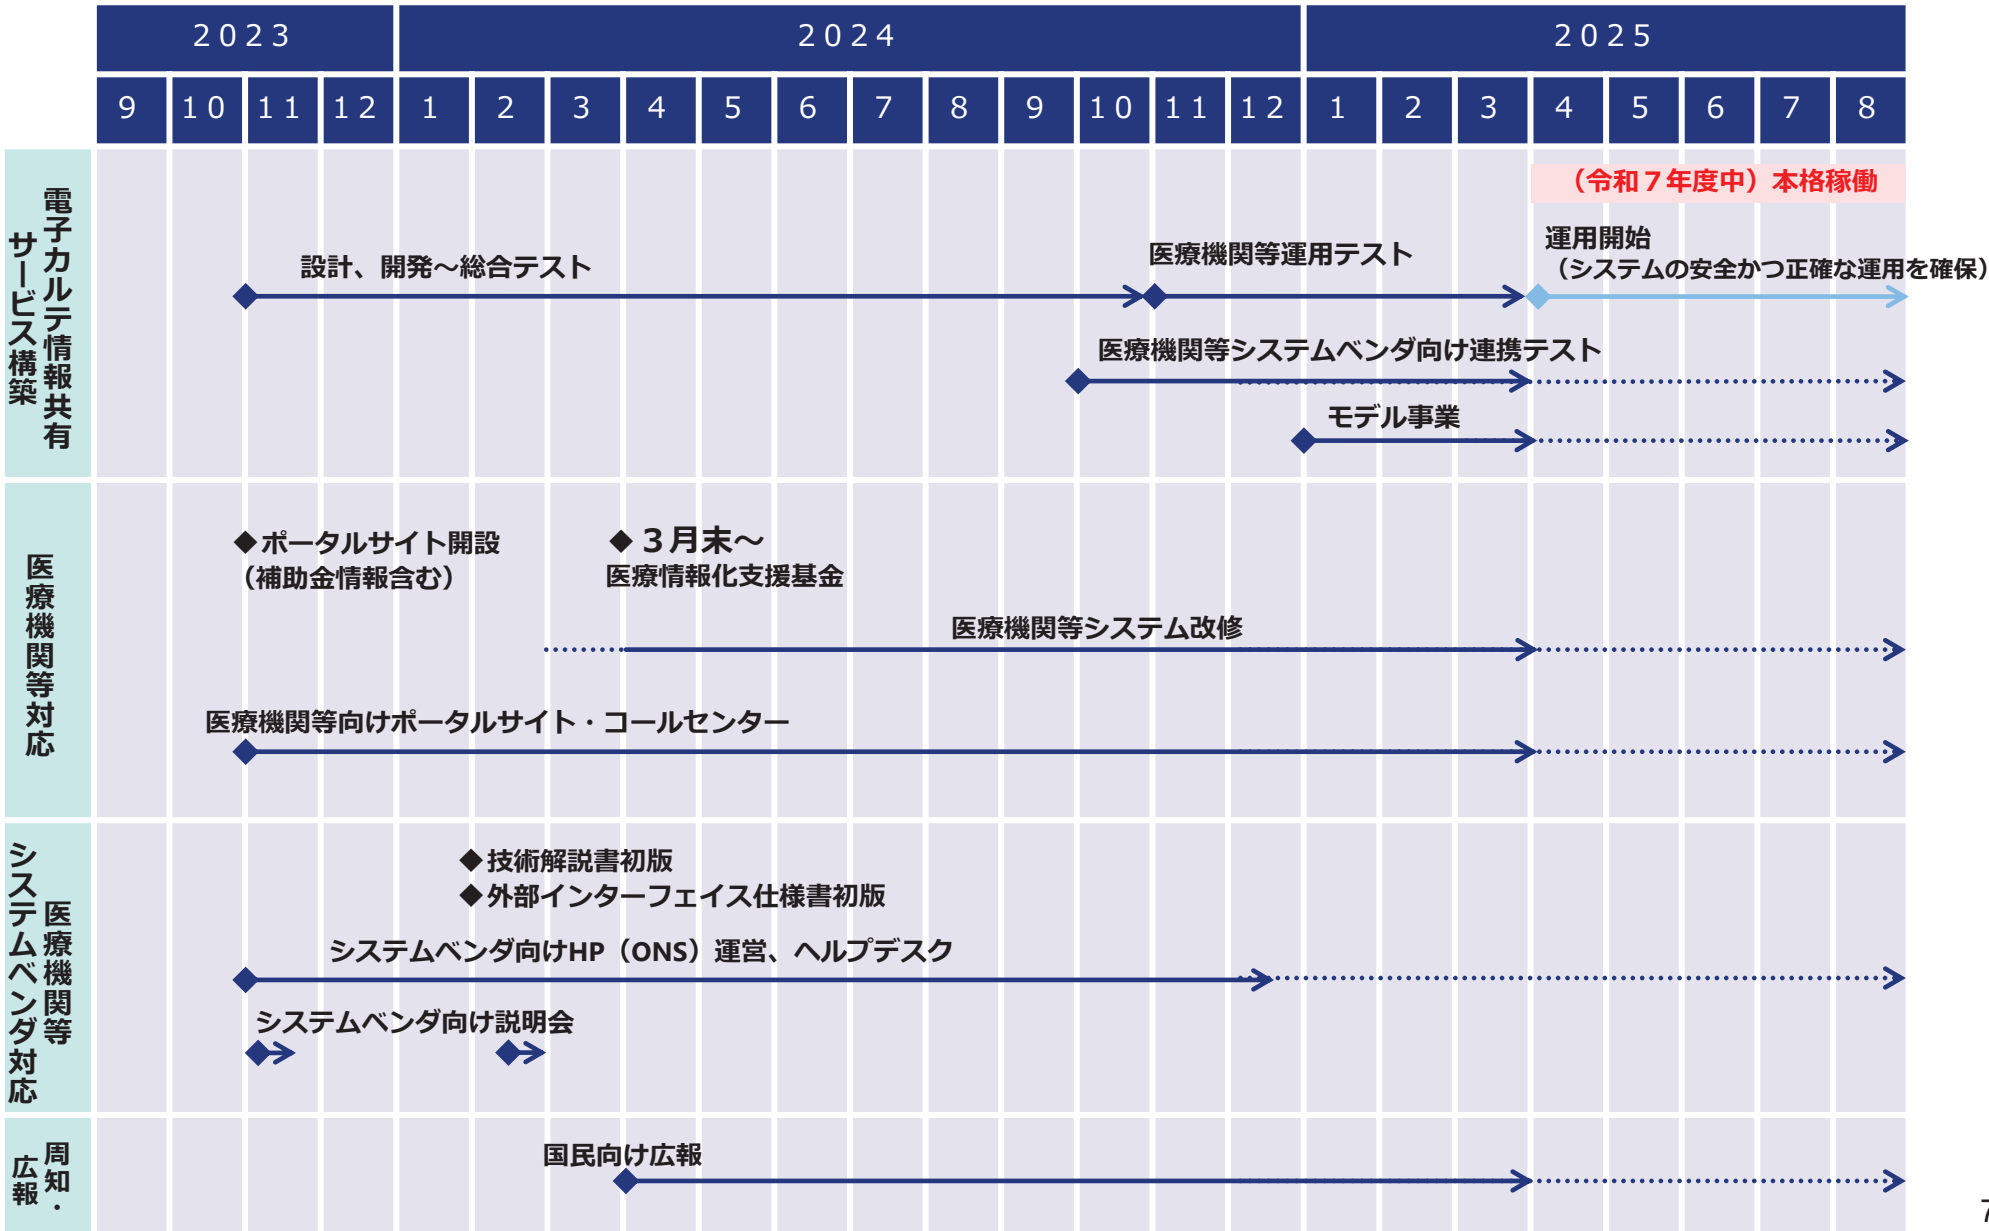 ２０２３
２０２４
２０２５
９ １０ １１ １２ １ ２ ３ ４ ５ ６ ７ ８ ９ １０ １１ １２ １ ２ ３ ４ ５ ６ ７ ８
電子カルテ情報共有
サービス構築
（令和７年度中）本格稼働
設計、開発～総合テスト
医療機関等運用テスト
運用開始
（システムの安全かつ正確な運用を確保）
医療機関等システムベンダ向け連携テスト
モデル事業
医療機関等対応
◆ポータルサイト開設
（補助金情報含む）
◆３月末～
医療情報化支援基金
医療機関等システム改修
医療機関等向けポータルサイト・コールセンター
医療機関等
システムベンダ対応
◆技術解説書初版
◆外部インターフェイス仕様書初版
システムベンダ向けHP（ONS）運営、ヘルプデスク
システムベンダ向け説明会
周知・
広報
国民向け広報
7